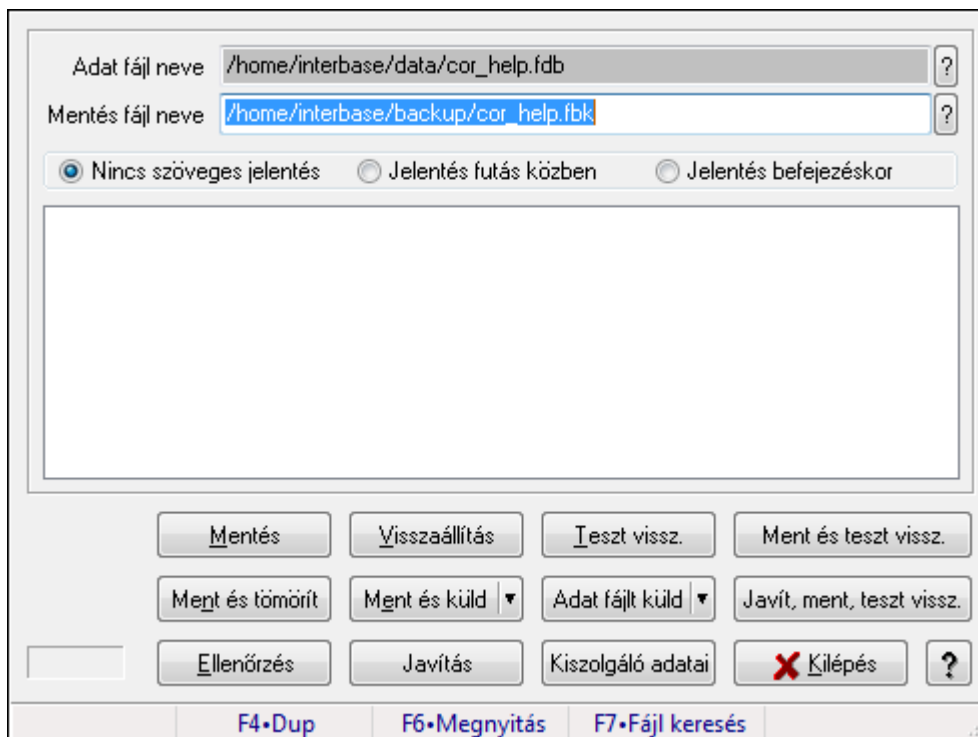 Adat fájl neve /home/interbase/data/cor_help.fdb ?
Mentés fájl neve /home/interbase/backup/cor_help.fbk ?
Nincs szöveges jelentés Jelentés futás közben Jelentés befejezéskor
Mentés Visszaállítás Teszt vissz. Ment és teszt vissz.
Ment és tömörít Ment és küld Adat fájlt küld Javít, ment, teszt vissz.
Ellenőrzés Javítás Kiszolgáló adatai Kilépés ?
F4•Dup F6•Megnyitás F7•Fájl keresés